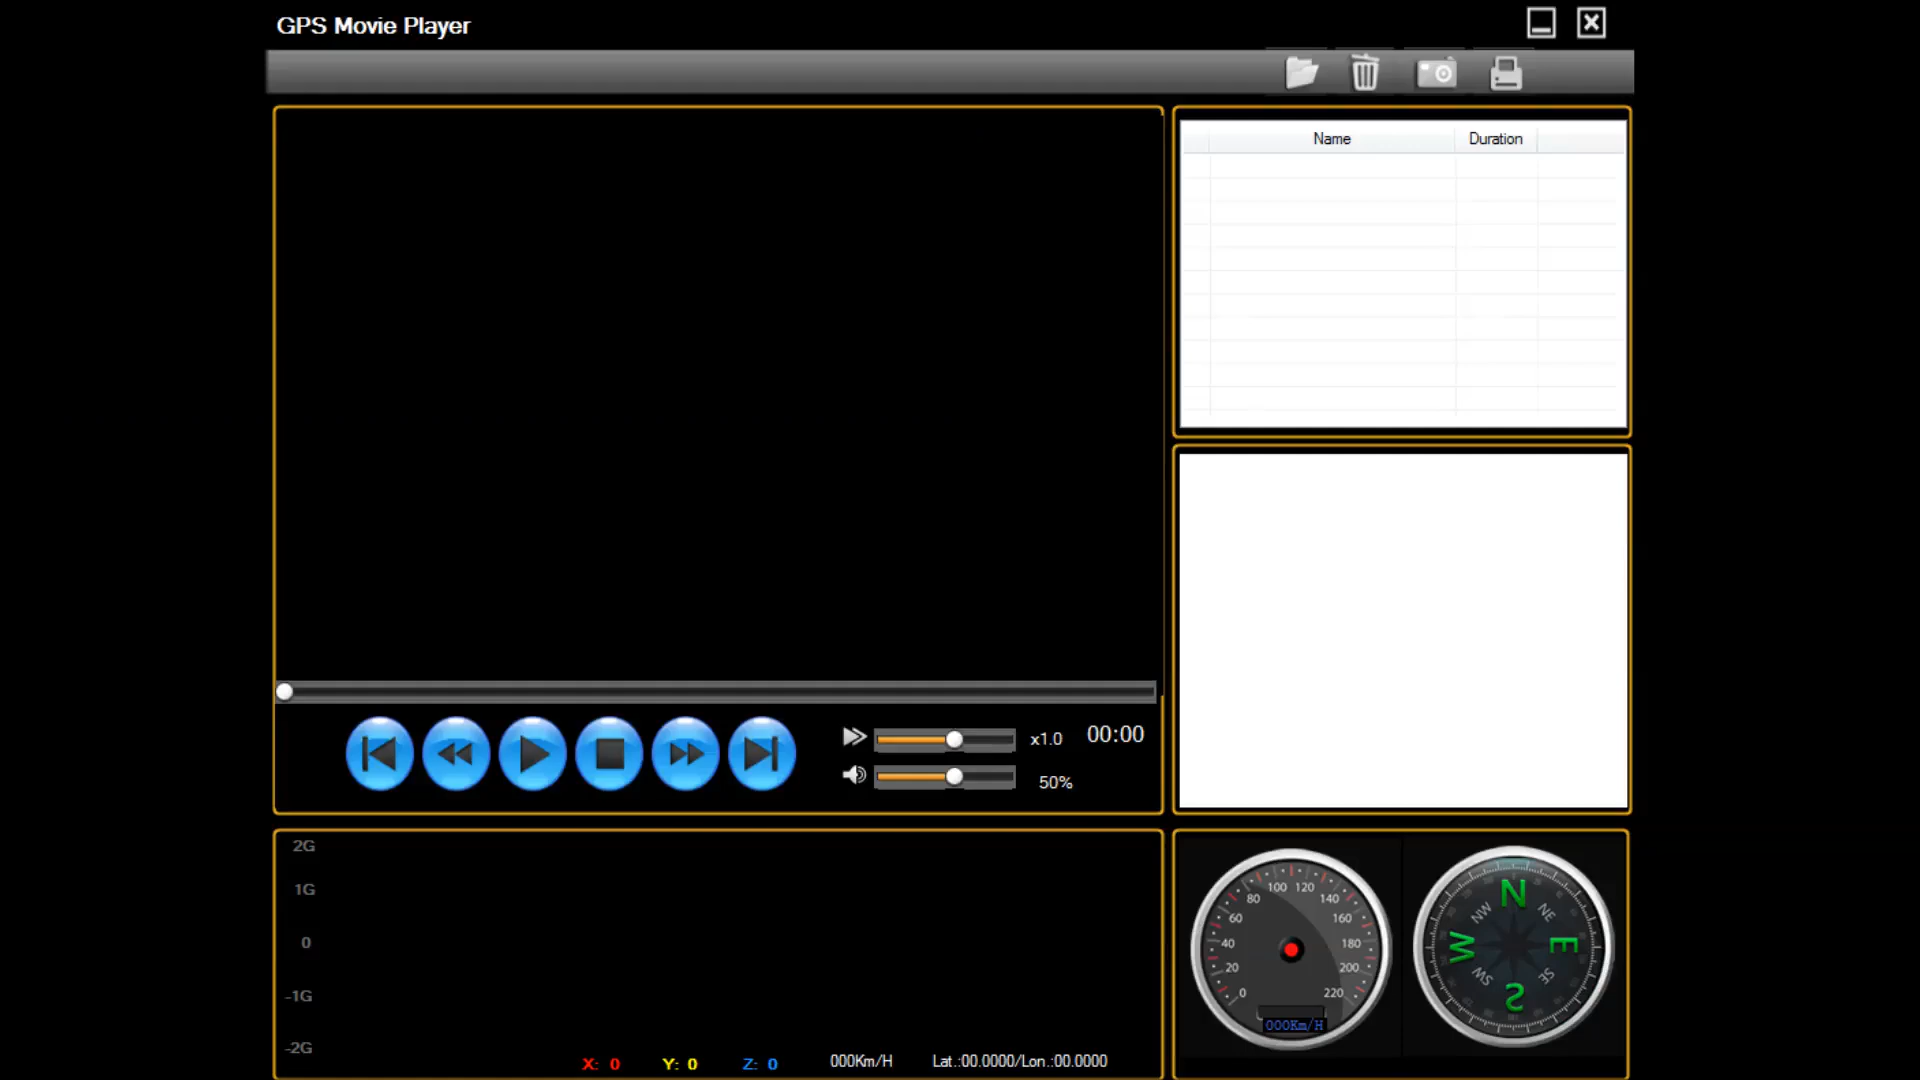 GPS Movie Player
Name Duration
x1.0 00:00
50%
2G
1G
0
-1G
-2G
X: 0 Y: 0 Z: 0 000Km/H Lat.:00.0000/Lon.:00.0000
0 20 40 60 80 100 120 140 160 180 200 220
000Km/H
N
NW NE
W E
SW SE
S